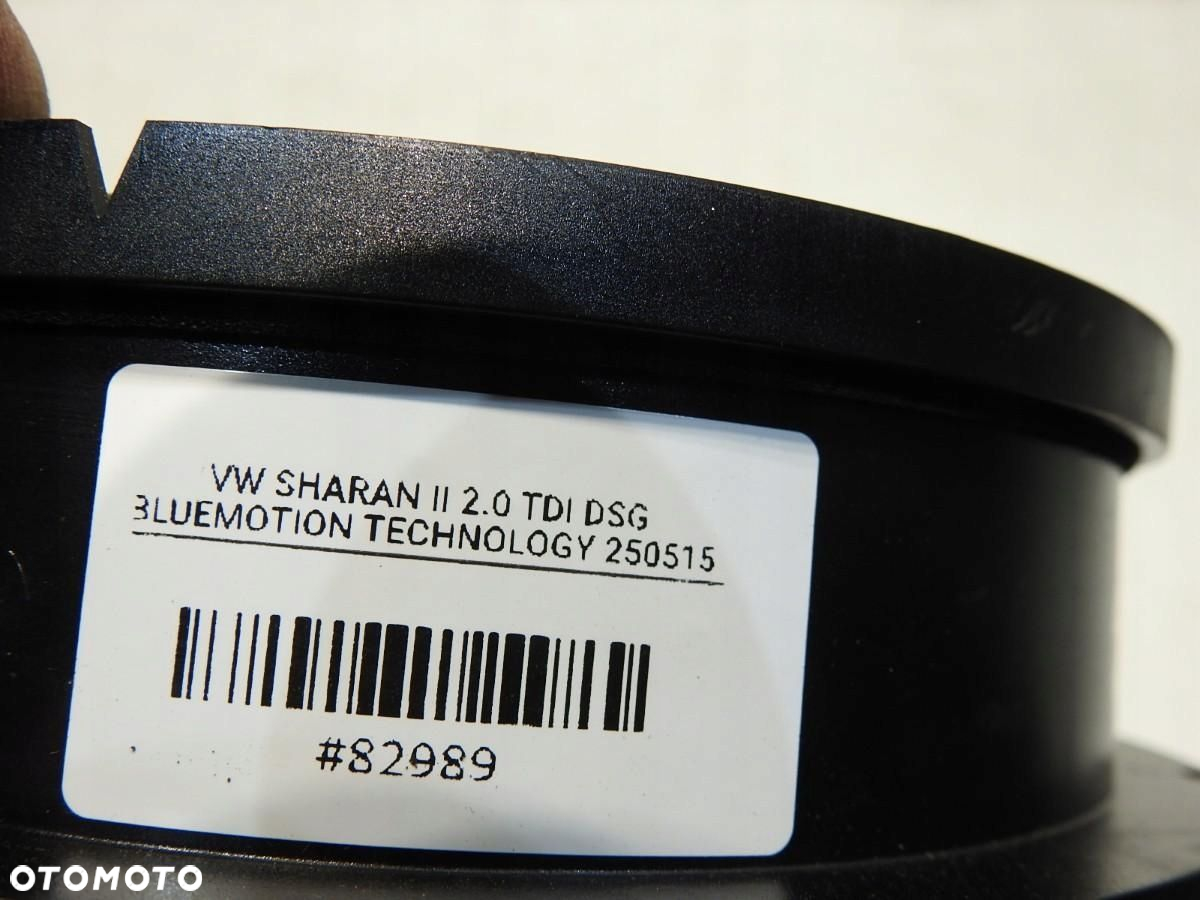 VW SHARAN II 2.0 TDI DSG
BLUEMOTION TECHNOLOGY 250515
#82989
OTOMOTO